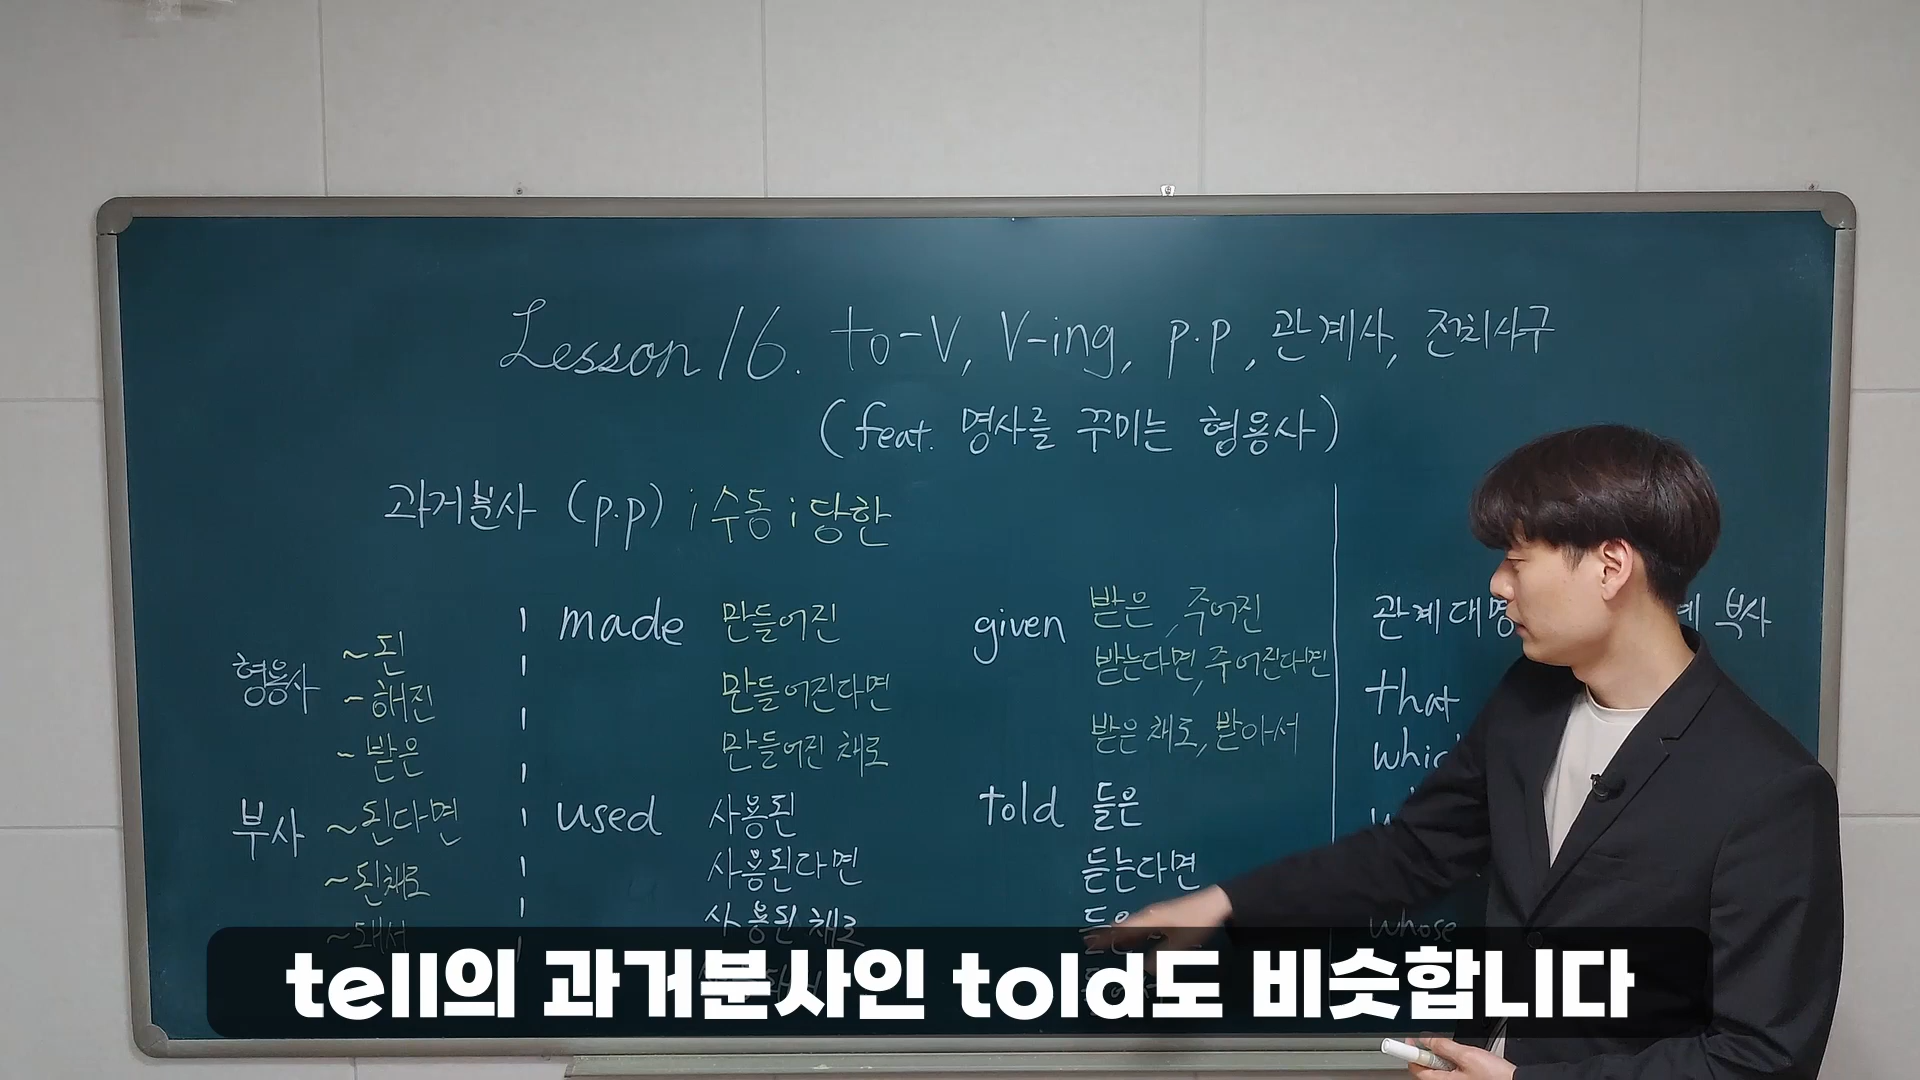 Lesson 16. to-V, V-ing, p.p, 관계사, 전치사구
(feat. 명사를 꾸미는 형용사)
과거분사 (p.p) ; 수동 ; 당한
형용사 ~된
~해진
~받은
부사 ~된다면
~된채로
~돼서
made 만들어진
만들어진다면
만들어진 채로
used 사용된
사용된다면
사용된 채로
given 받은, 주어진
받는다면, 주어진다면
받은 채로, 받아서
told 들은
듣는다면
들은
관계대명
부사
that
whose
tell의 과거분사인 told도 비슷합니다